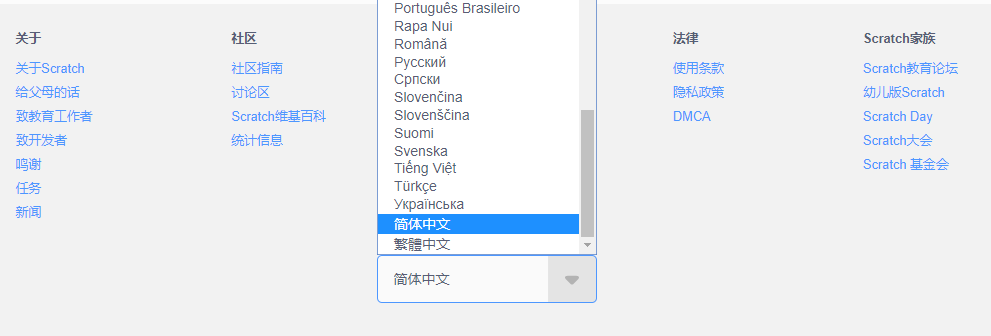 关于
关于Scratch
给父母的话
致教育工作者
致开发者
鸣谢
任务
新闻
社区
社区指南
讨论区
Scratch维基百科
统计信息
Português Brasileiro
Rapa Nui
Română
Русский
Српски
Slovenčina
Slovenščina
Suomi
Svenska
Tiếng Việt
Türkçe
Українська
简体中文
繁體中文
简体中文
法律
使用条款
隐私政策
DMCA
Scratch家族
Scratch教育论坛
幼儿版Scratch
Scratch Day
Scratch大会
Scratch 基金会